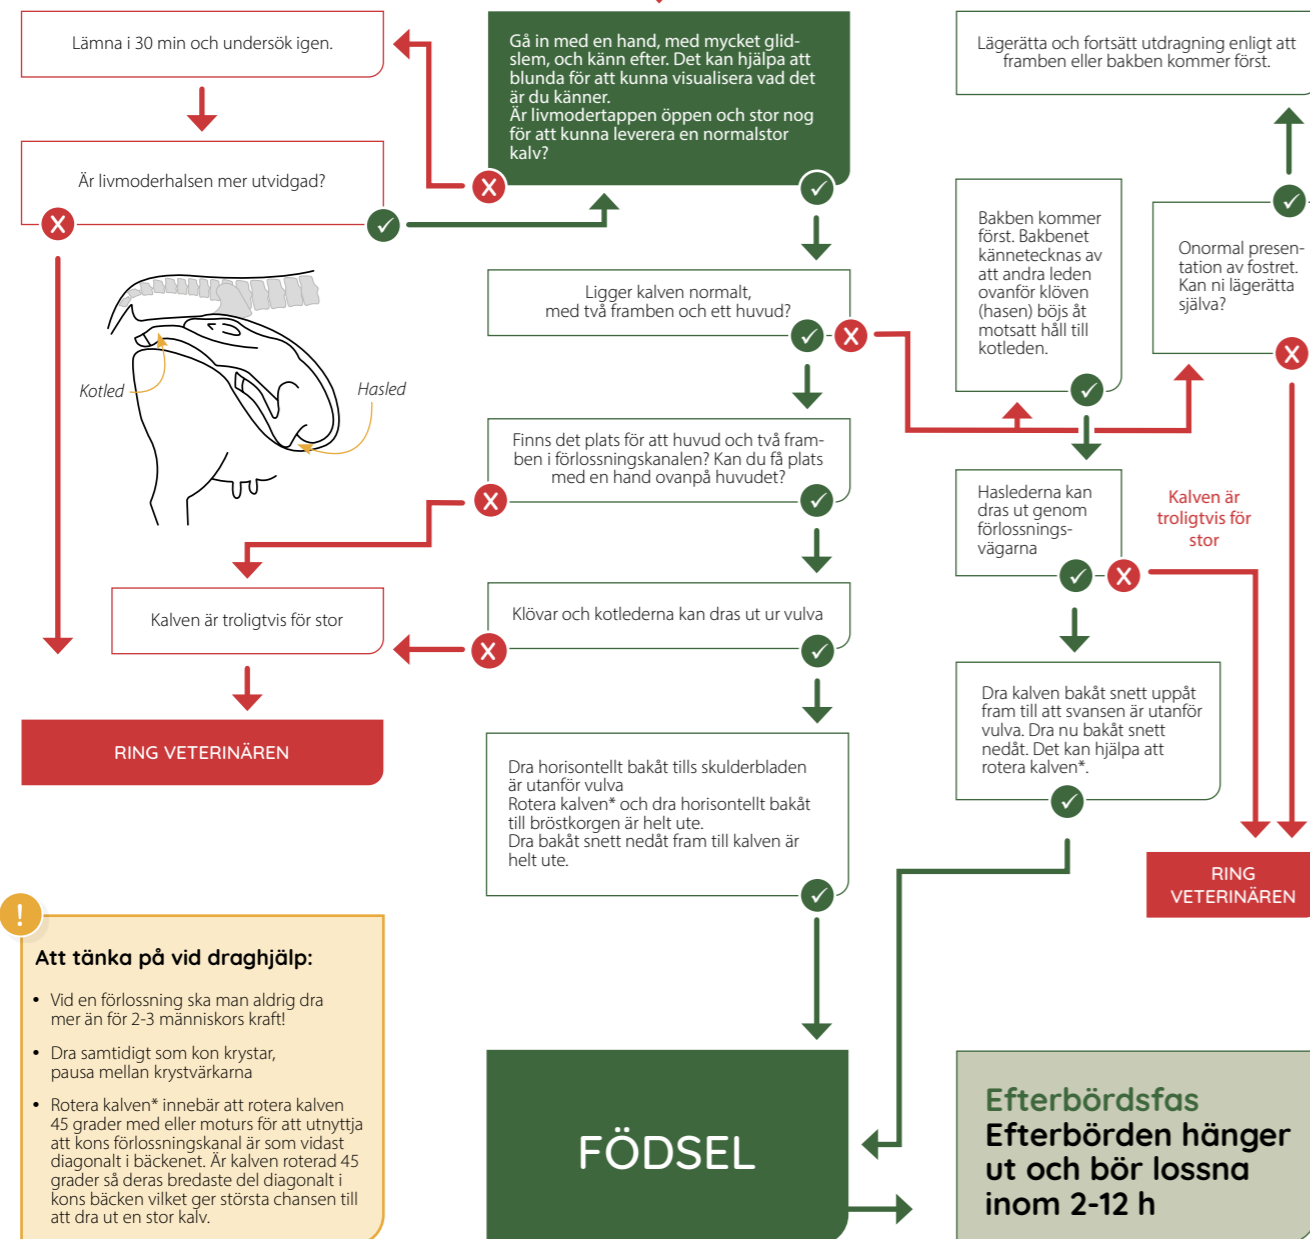 Lämna i 30 min och undersök igen.
Är livmoderhalsen mer utvidgad?
Kotled
Hasled
Gå in med en hand, med mycket glid-
slem, och känn efter. Det kan hjälpa att
blunda för att kunna visualisera vad det
är du känner.
Är livmodertappen öppen och stor nog
för att kunna leverera en normalstor
kalv?
Ligger kalven normalt,
med två framben och ett huvud?
Finns det plats för att huvud och två fram-
ben i förlossningskanalen? Kan du få plats
med en hand ovanpå huvudet?
Kalven är troligtvis för stor
Klövar och kotlederna kan dras ut ur vulva
RING VETERINÄREN
Dra horisontellt bakåt tills skulderbladen
är utanför vulva
Rotera kalven* och dra horisontellt bakåt
till bröstkorgen är helt ute.
Dra bakåt snett nedåt fram till kalven är
helt ute.
Lägerätta och fortsätt utdragning enligt att
framben eller bakben kommer först.
Bakben kommer
först. Bakbenet
kännetecknas av
att andra leden
ovanför klöven
(hasen) böjs åt
motsatt håll till
kotleden.
Onormal presen-
tation av fostret.
Kan ni lägerätta
själva?
Haslederna kan
dras ut genom
förlossnings-
vägarna
Kalven är
troligtvis för
stor
Dra kalven bakåt snett uppåt
fram till att svansen är utanför
vulva. Dra nu bakåt snett
nedåt. Det kan hjälpa att
rotera kalven*.
RING
VETERINÄREN
!
Att tänka på vid draghjälp:
• Vid en förlossning ska man aldrig dra
mer än för 2-3 människors kraft!
• Dra samtidigt som kon krystar,
pausa mellan krystvärkarna
• Rotera kalven* innebär att rotera kalven
45 grader med eller moturs för att utnyttja
att kons förlossningskanal är som vidast
diagonalt i bäckenet. Är kalven roterad 45
grader så deras bredaste del diagonalt i
kons bäcken vilket ger största chansen till
att dra ut en stor kalv.
FÖDSEL
Efterbördsfas
Efterbörden hänger
ut och bör lossna
inom 2-12 h